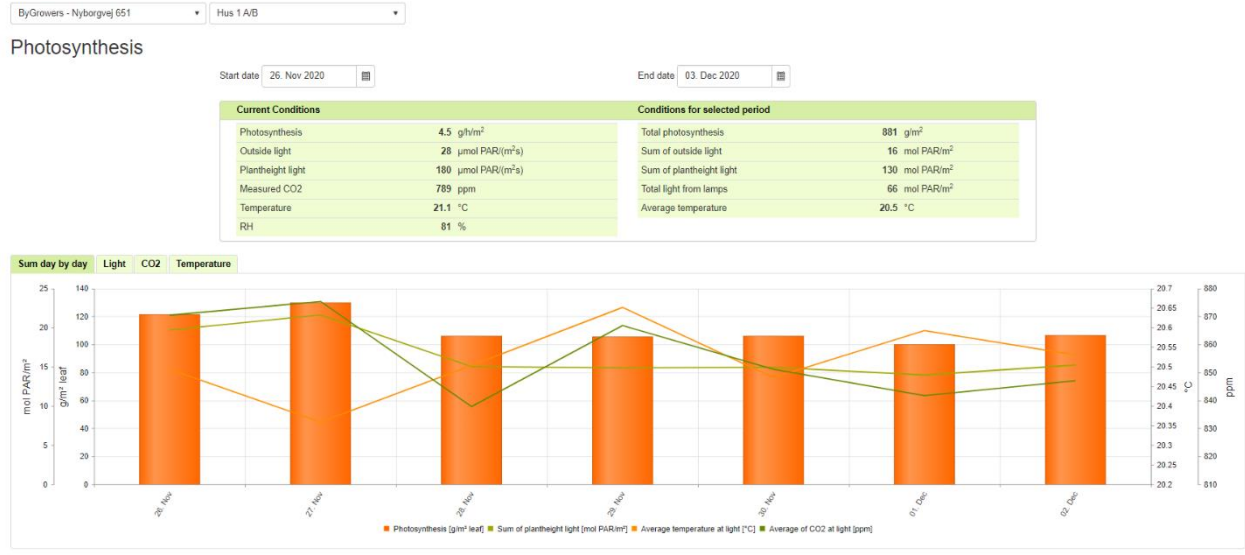 ByGrowers - Nyborgvej 651 Hus 1 A/B
Photosynthesis
Start date 26. Nov 2020 End date 03. Dec 2020
Current Conditions Conditions for selected period
Photosynthesis 4.5 g/h/m² Total photosynthesis 881 g/m²
Outside light 28 µmol PAR/(m²s) Sum of outside light 16 mol PAR/m²
Plantheight light 180 µmol PAR/(m²s) Sum of plantheight light 130 mol PAR/m²
Measured CO2 789 ppm Total light from lamps 66 mol PAR/m²
Temperature 21.1 °C Average temperature 20.5 °C
RH 81 %
Sum day by day Light CO2 Temperature
25 140 20.7 880
120 20.65 870
20 20.6
100 20.55 860
15 80 20.5 850
10 60 20.45 840
40 20.4 830
5 20.35
20 20.3 820
20.25
0 0 20.2 810
mol PAR/m²
g/m² leaf
°C
ppm
26. Nov 27. Nov 28. Nov 29. Nov 30. Nov 01. Dec 02. Dec
Photosynthesis [g/m² leaf] Sum of plantheight light [mol PAR/m²] Average temperature at light [°C] Average of CO2 at light [ppm]